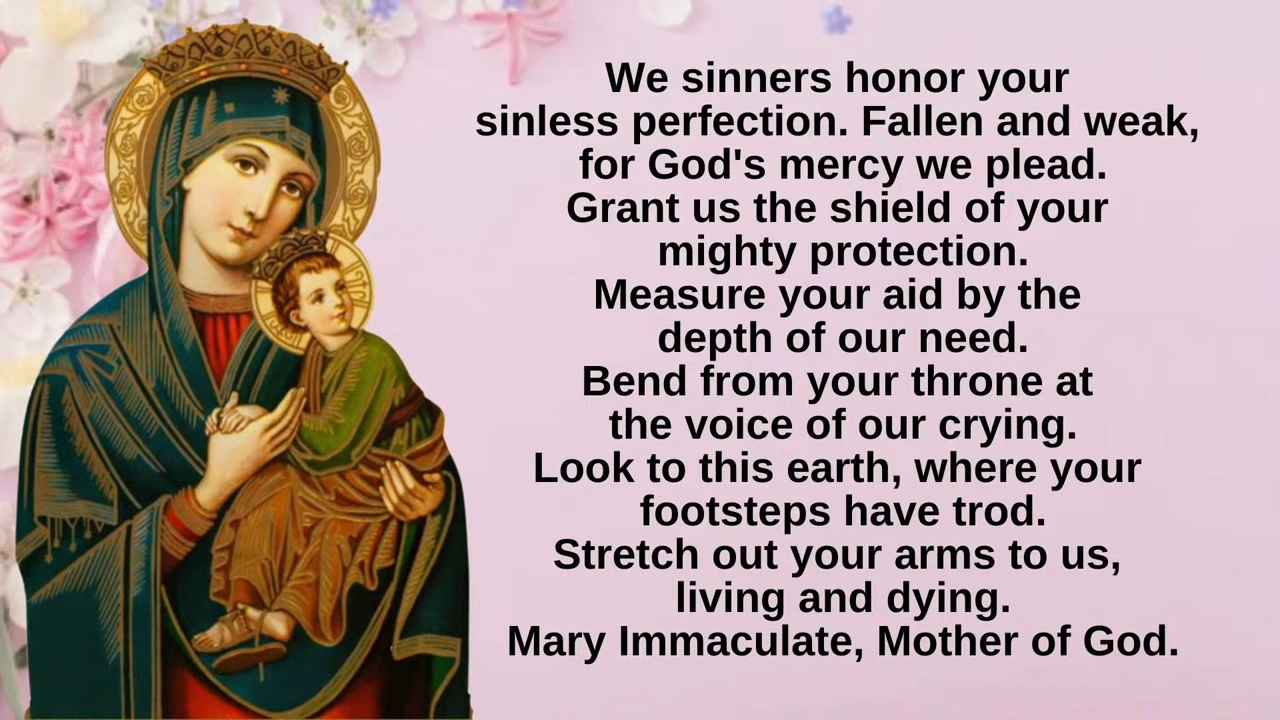 We sinners honor your
sinless perfection. Fallen and weak,
for God's mercy we plead.
Grant us the shield of your
mighty protection.
Measure your aid by the
depth of our need.
Bend from your throne at
the voice of our crying.
Look to this earth, where your
footsteps have trod.
Stretch out your arms to us,
living and dying.
Mary Immaculate, Mother of God.